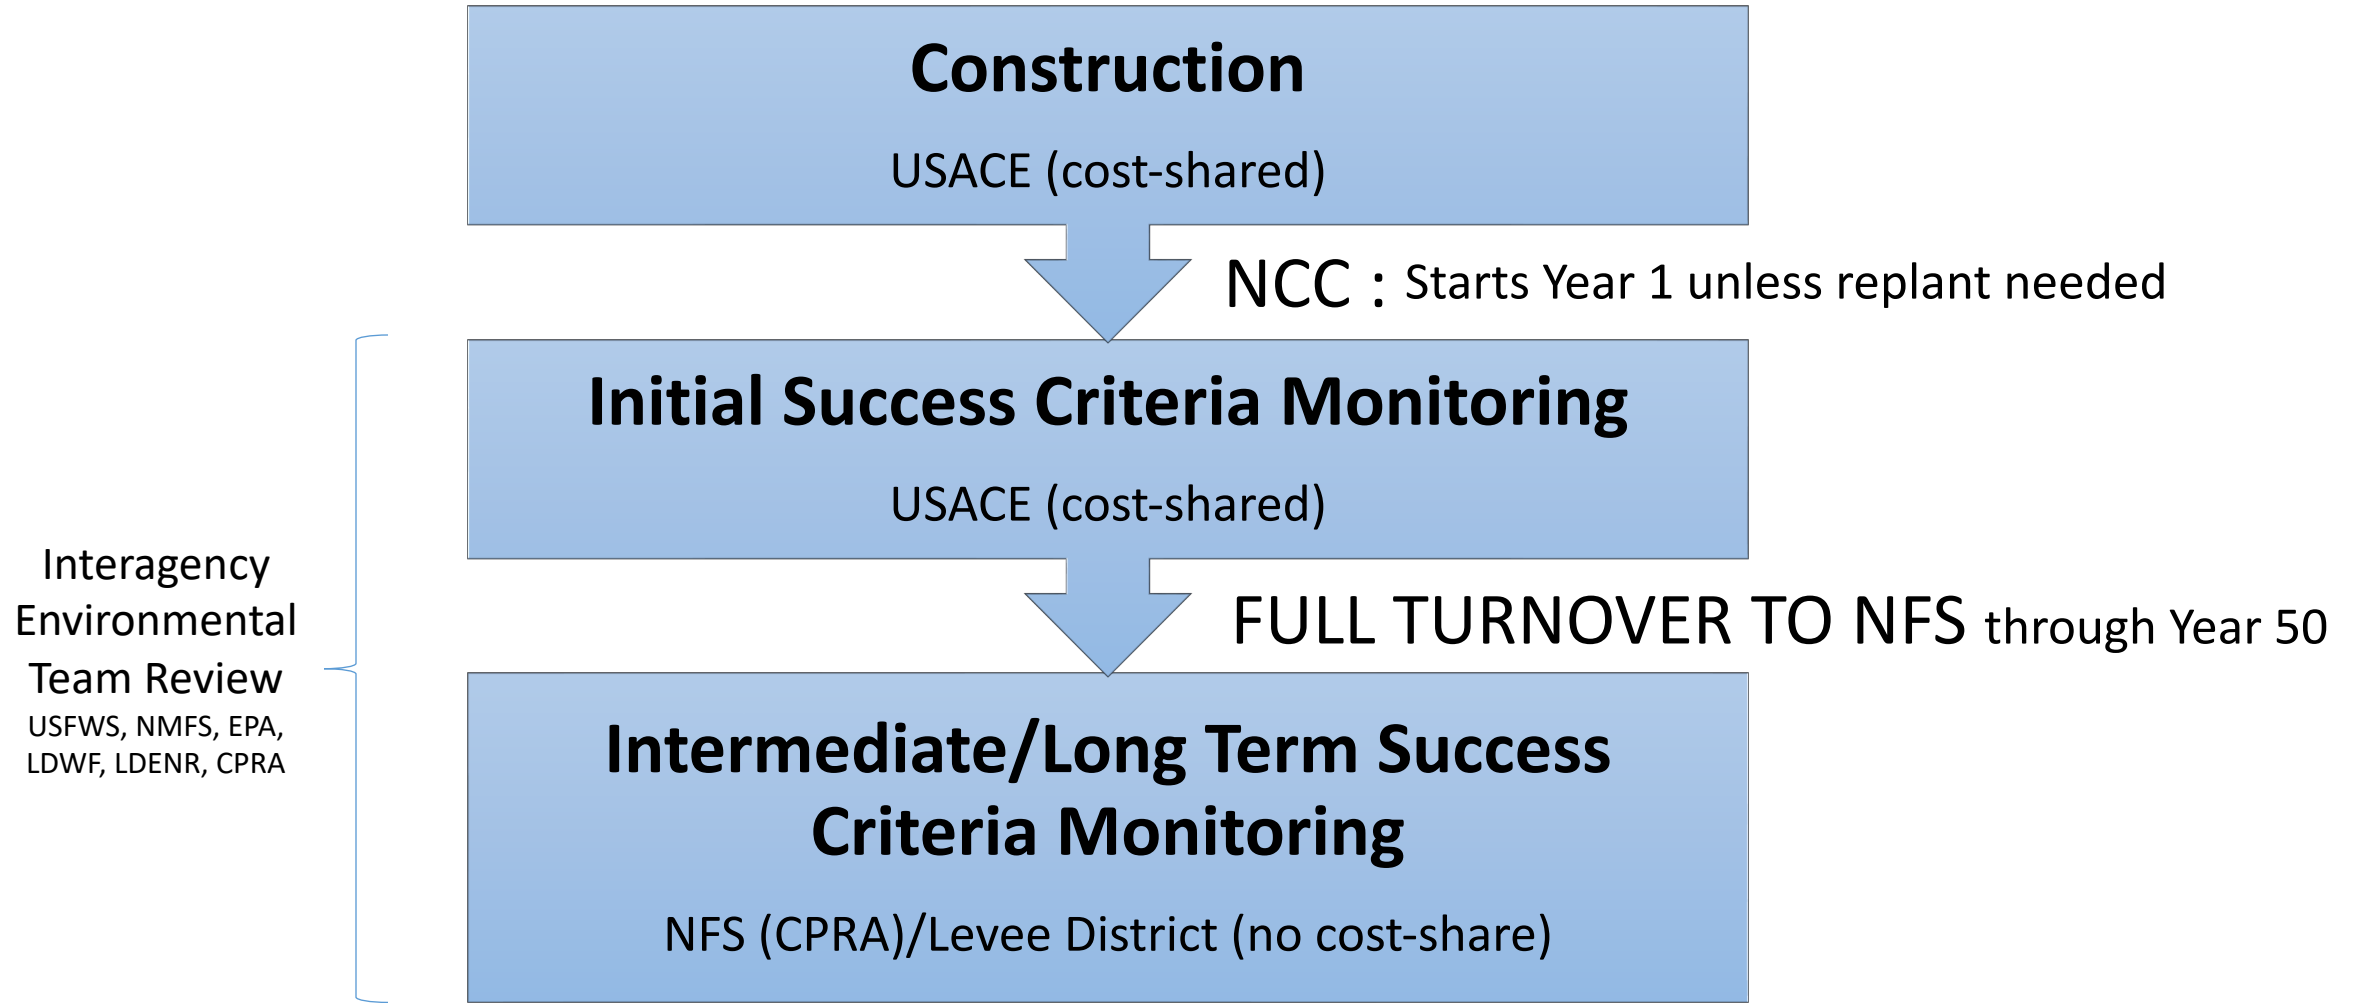 Construction
USACE (cost-shared)
NCC : Starts Year 1 unless replant needed
Initial Success Criteria Monitoring
USACE (cost-shared)
Interagency
Environmental
Team Review
USFWS, NMFS, EPA,
LDWF, LDENR, CPRA
FULL TURNOVER TO NFS through Year 50
Intermediate/Long Term Success
Criteria Monitoring
NFS (CPRA)/Levee District (no cost-share)